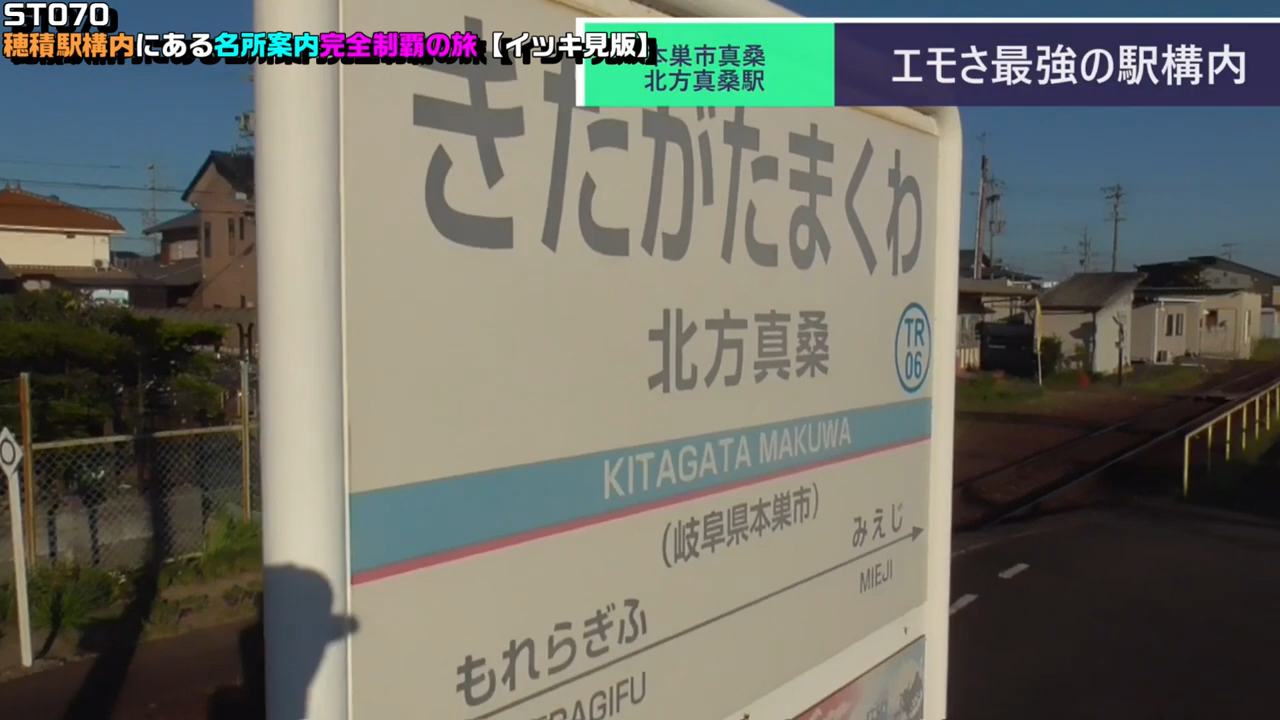 ST070
穂積駅構内にある名所案内完全制覇の旅【イツキ見版】
本巣市真桑
北方真桑駅
エモさ最強の駅構内
きたがたまくわ
北方真桑
TR
06
KITAGATA MAKUWA
(岐阜県本巣市)
みえじ
MIEJI
もれらぎふ
RAGIFU